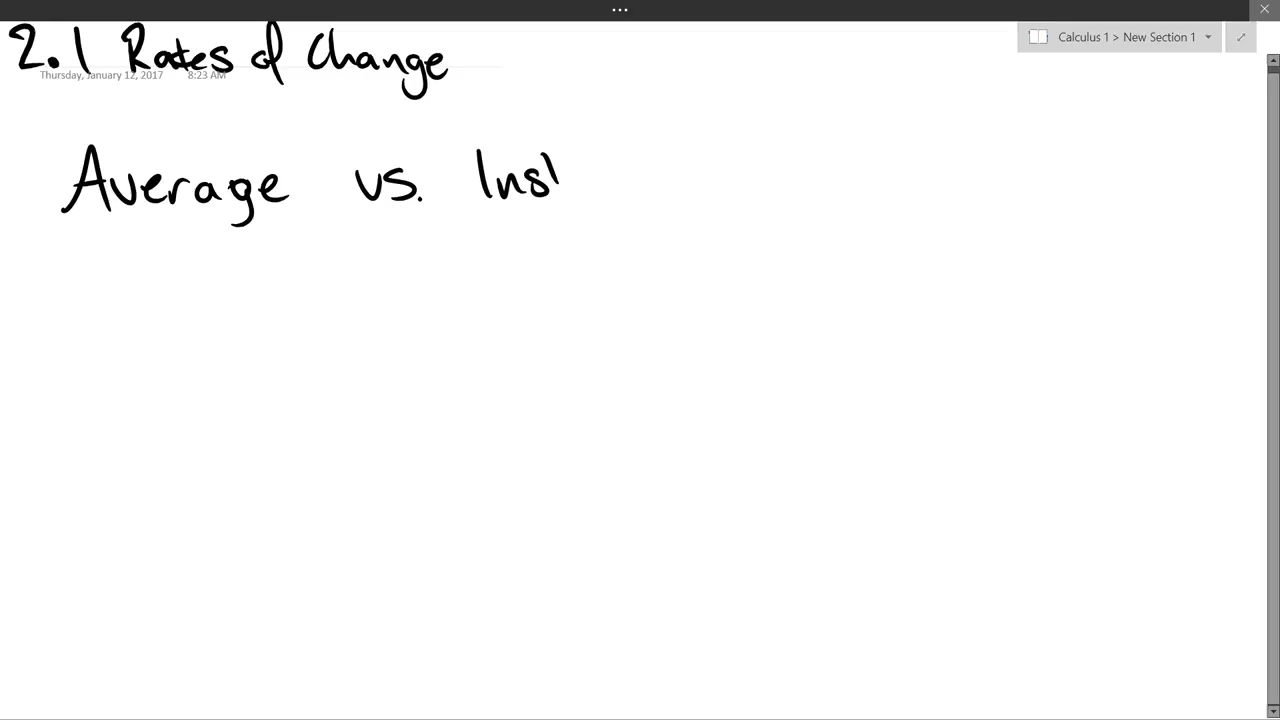 ...
Calculus 1 > New Section 1
2.1 Rates of Change
Thursday, January 12, 2017 8:23 AM
Average vs. Inst